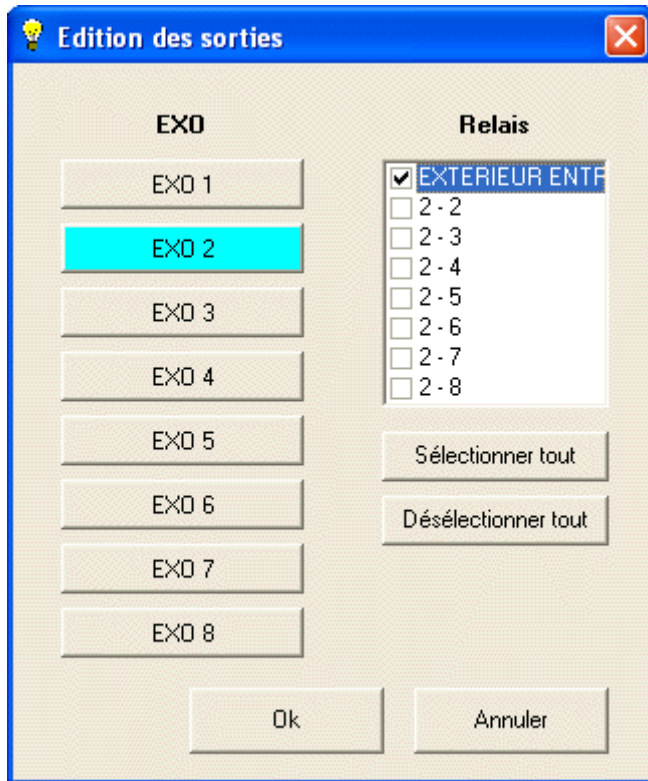 Edition des sorties
EXO
EXO 1
EXO 2
EXO 3
EXO 4
EXO 5
EXO 6
EXO 7
EXO 8
Relais
EXTERIEUR ENTR
2 - 2
2 - 3
2 - 4
2 - 5
2 - 6
2 - 7
2 - 8
Sélectionner tout
Désélectionner tout
Ok
Annuler